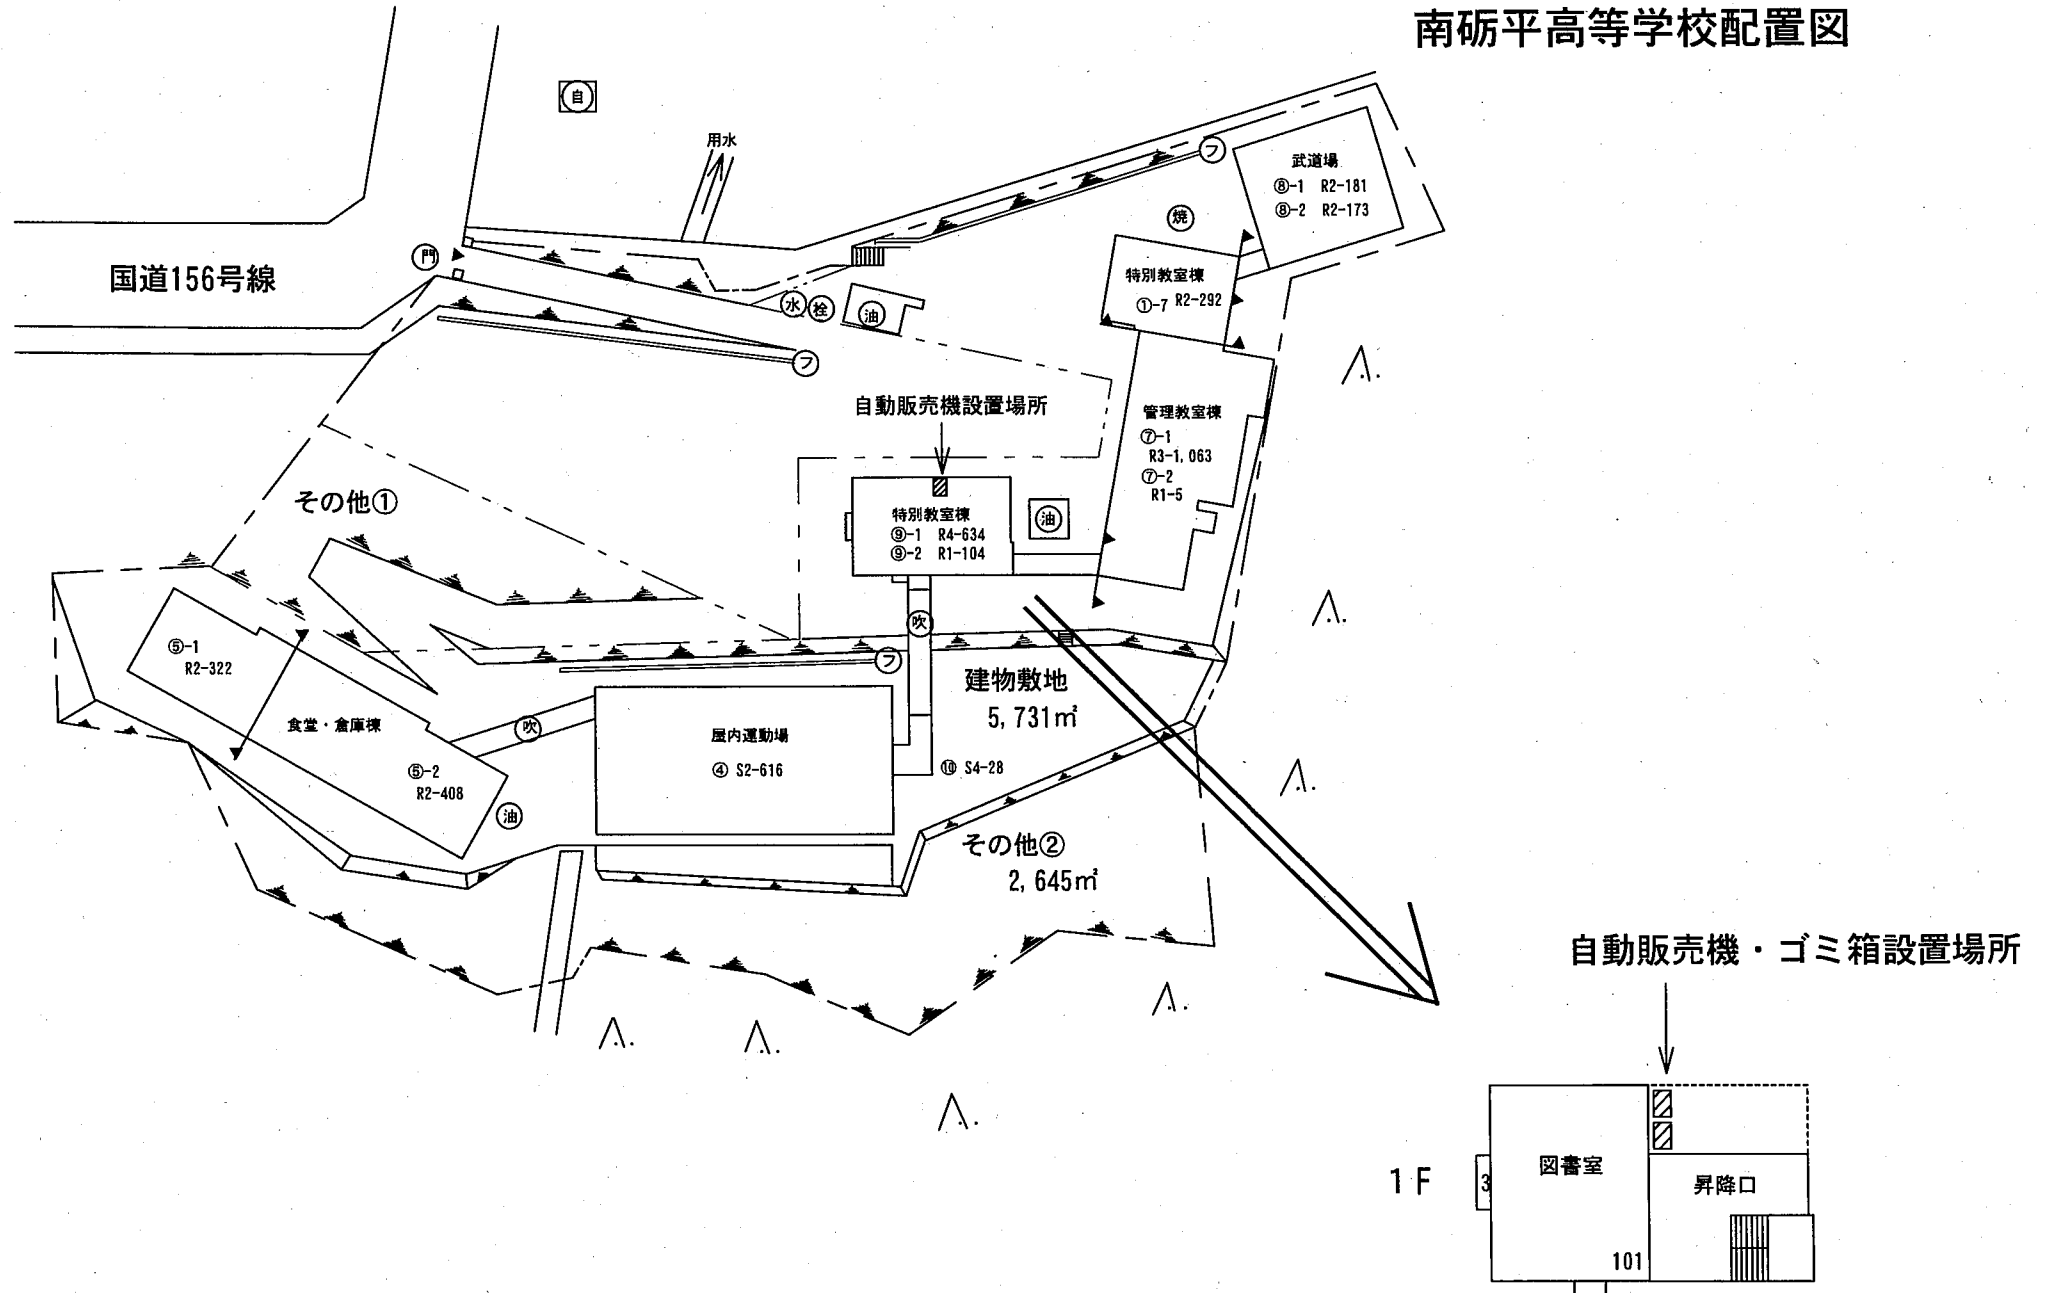 南砺平高等学校配置図
自
用水
フ
武道場
⑧-1 R2-181
⑧-2 R2-173
焼
門
国道156号線
特別教室棟
①-7 R2-292
水 栓
油
フ
自動販売機設置場所
管理教室棟
⑦-1
R3-1,063
⑦-2
R1-5
その他①
特別教室棟
⑨-1 R4-634
⑨-2 R1-104
油
吹
フ
⑤-1
R2-322
建物敷地
5,731㎡
食堂・倉庫棟
吹
屋内運動場
④ S2-616
⑩ S4-28
⑤-2
R2-408
油
その他②
2,645㎡
自動販売機・ゴミ箱設置場所
1F
3
図書室
昇降口
101